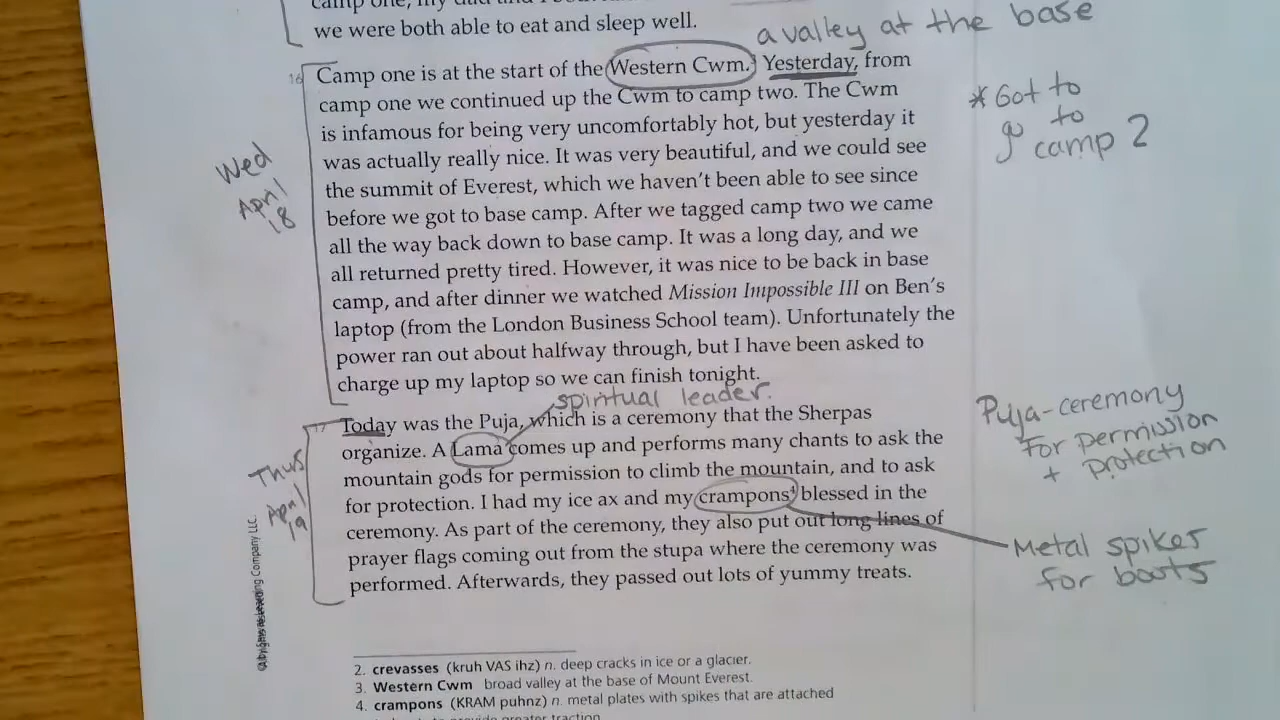 camp one, my dad and I
we were both able to eat and sleep well.
a valley at the base
16 Camp one is at the start of the Western Cwm.3 Yesterday, from
camp one we continued up the Cwm to camp two. The Cwm
is infamous for being very uncomfortably hot, but yesterday it
was actually really nice. It was very beautiful, and we could see
the summit of Everest, which we haven't been able to see since
before we got to base camp. After we tagged camp two we came
all the way back down to base camp. It was a long day, and we
all returned pretty tired. However, it was nice to be back in base
camp, and after dinner we watched Mission Impossible III on Ben's
laptop (from the London Business School team). Unfortunately the
power ran out about halfway through, but I have been asked to
charge up my laptop so we can finish tonight.
Wed
April
18
* Got to
go to
camp 2
spiritual leader.
17 Today was the Puja, which is a ceremony that the Sherpas
organize. A Lama comes up and performs many chants to ask the
mountain gods for permission to climb the mountain, and to ask
for protection. I had my ice ax and my crampons4 blessed in the
ceremony. As part of the ceremony, they also put out long lines of
prayer flags coming out from the stupa where the ceremony was
performed. Afterwards, they passed out lots of yummy treats.
Thurs
April
19
Puja-ceremony
for permission
+ protection
Metal spikes
for boots
Learning Company LLC.
2. crevasses (kruh VAS ihz) n. deep cracks in ice or a glacier.
3. Western Cwm broad valley at the base of Mount Everest.
4. crampons (KRAM puhnz) n. metal plates with spikes that are attached
to provide greater traction